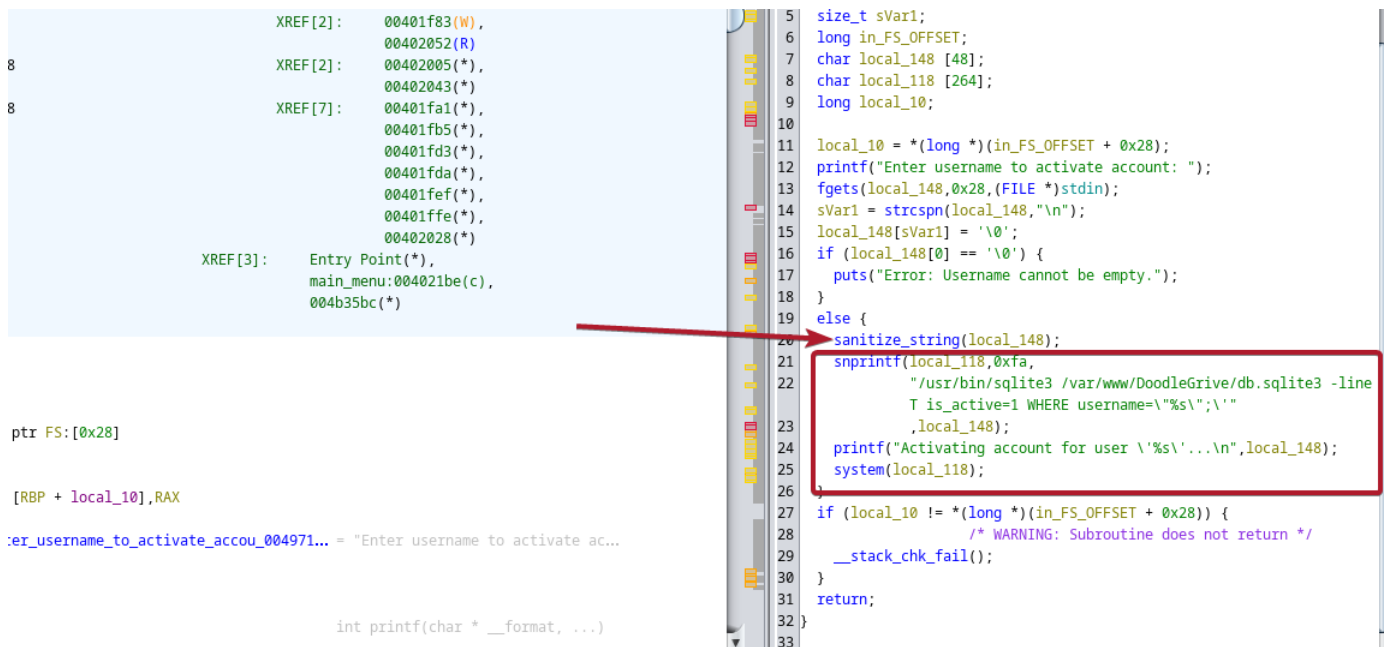 XREF[2]: 00401f83(W),
00402052(R)
8 XREF[2]: 00402005(*),
00402043(*)
8 XREF[7]: 00401fa1(*),
00401fb5(*),
00401fd3(*),
00401fda(*),
00401fef(*),
00401ffe(*),
00402028(*)
XREF[3]: Entry Point(*),
main_menu:004021be(c),
004b35bc(*)
ptr FS:[0x28]
[RBP + local_10],RAX
:er_username_to_activate_accou_004971... = "Enter username to activate ac...
int printf(char * __format, ...)
5 size_t sVar1;
6 long in_FS_OFFSET;
7 char local_148 [48];
8 char local_118 [264];
9 long local_10;
10
11 local_10 = *(long *)(in_FS_OFFSET + 0x28);
12 printf("Enter username to activate account: ");
13 fgets(local_148,0x28,(FILE *)stdin);
14 sVar1 = strcspn(local_148,"\n");
15 local_148[sVar1] = '\0';
16 if (local_148[0] == '\0') {
17 puts("Error: Username cannot be empty.");
18 }
19 else {
20 sanitize_string(local_148);
21 snprintf(local_118,0xfa,
22 "/usr/bin/sqlite3 /var/www/DoodleGrive/db.sqlite3 -line
T is_active=1 WHERE username=\"%s\";\'"
23 ,local_148);
24 printf("Activating account for user \'%s\'...\n",local_148);
25 system(local_118);
26 }
27 if (local_10 != *(long *)(in_FS_OFFSET + 0x28)) {
28 /* WARNING: Subroutine does not return */
29 __stack_chk_fail();
30 }
31 return;
32 }
33